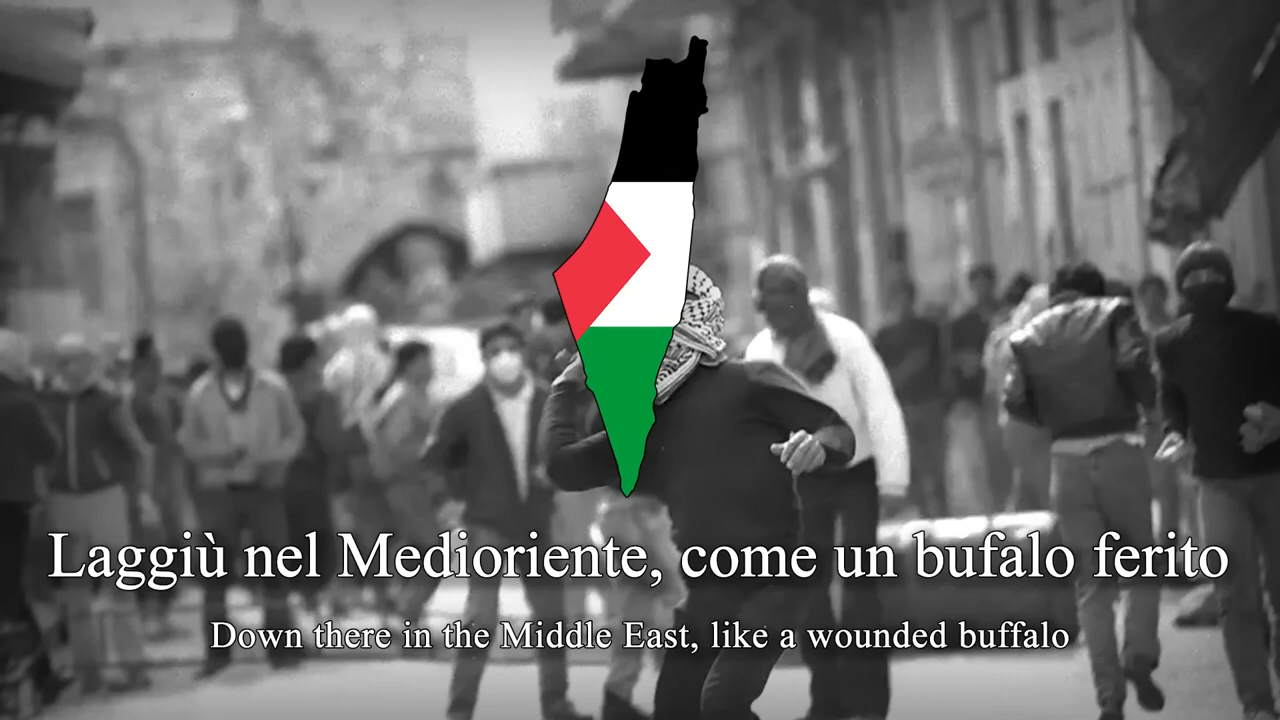 Laggiù nel Medioriente, come un bufalo ferito
Down there in the Middle East, like a wounded buffalo